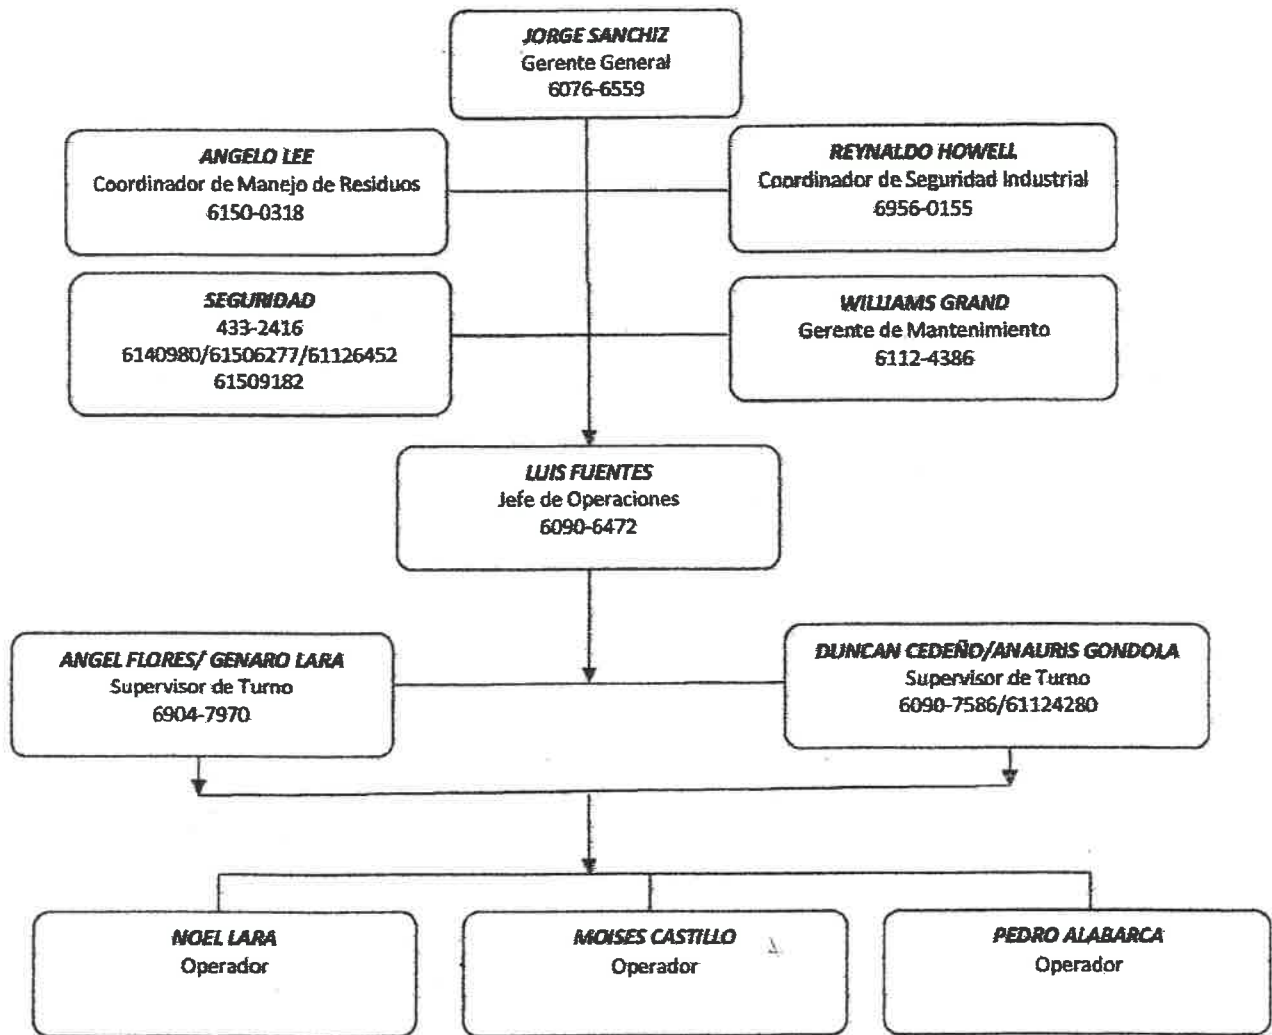 JORGE SANCHIZ
Gerente General
6076-6559
ANGELO LEE
Coordinador de Manejo de Residuos
6150-0318
REYNALDO HOWELL
Coordinador de Seguridad Industrial
6956-0155
SEGURIDAD
433-2416
6140980/61506277/61126452
61509182
WILLIAMS GRAND
Gerente de Mantenimiento
6112-4386
LUIS FUENTES
Jefe de Operaciones
6090-6472
ANGEL FLORES/ GENARO LARA
Supervisor de Turno
6904-7970
DUNCAN CEDEÑO/ANAURIS GONDOLA
Supervisor de Turno
6090-7586/61124280
NOEL LARA
Operador
MOISES CASTILLO
Operador
PEDRO ALABARCA
Operador